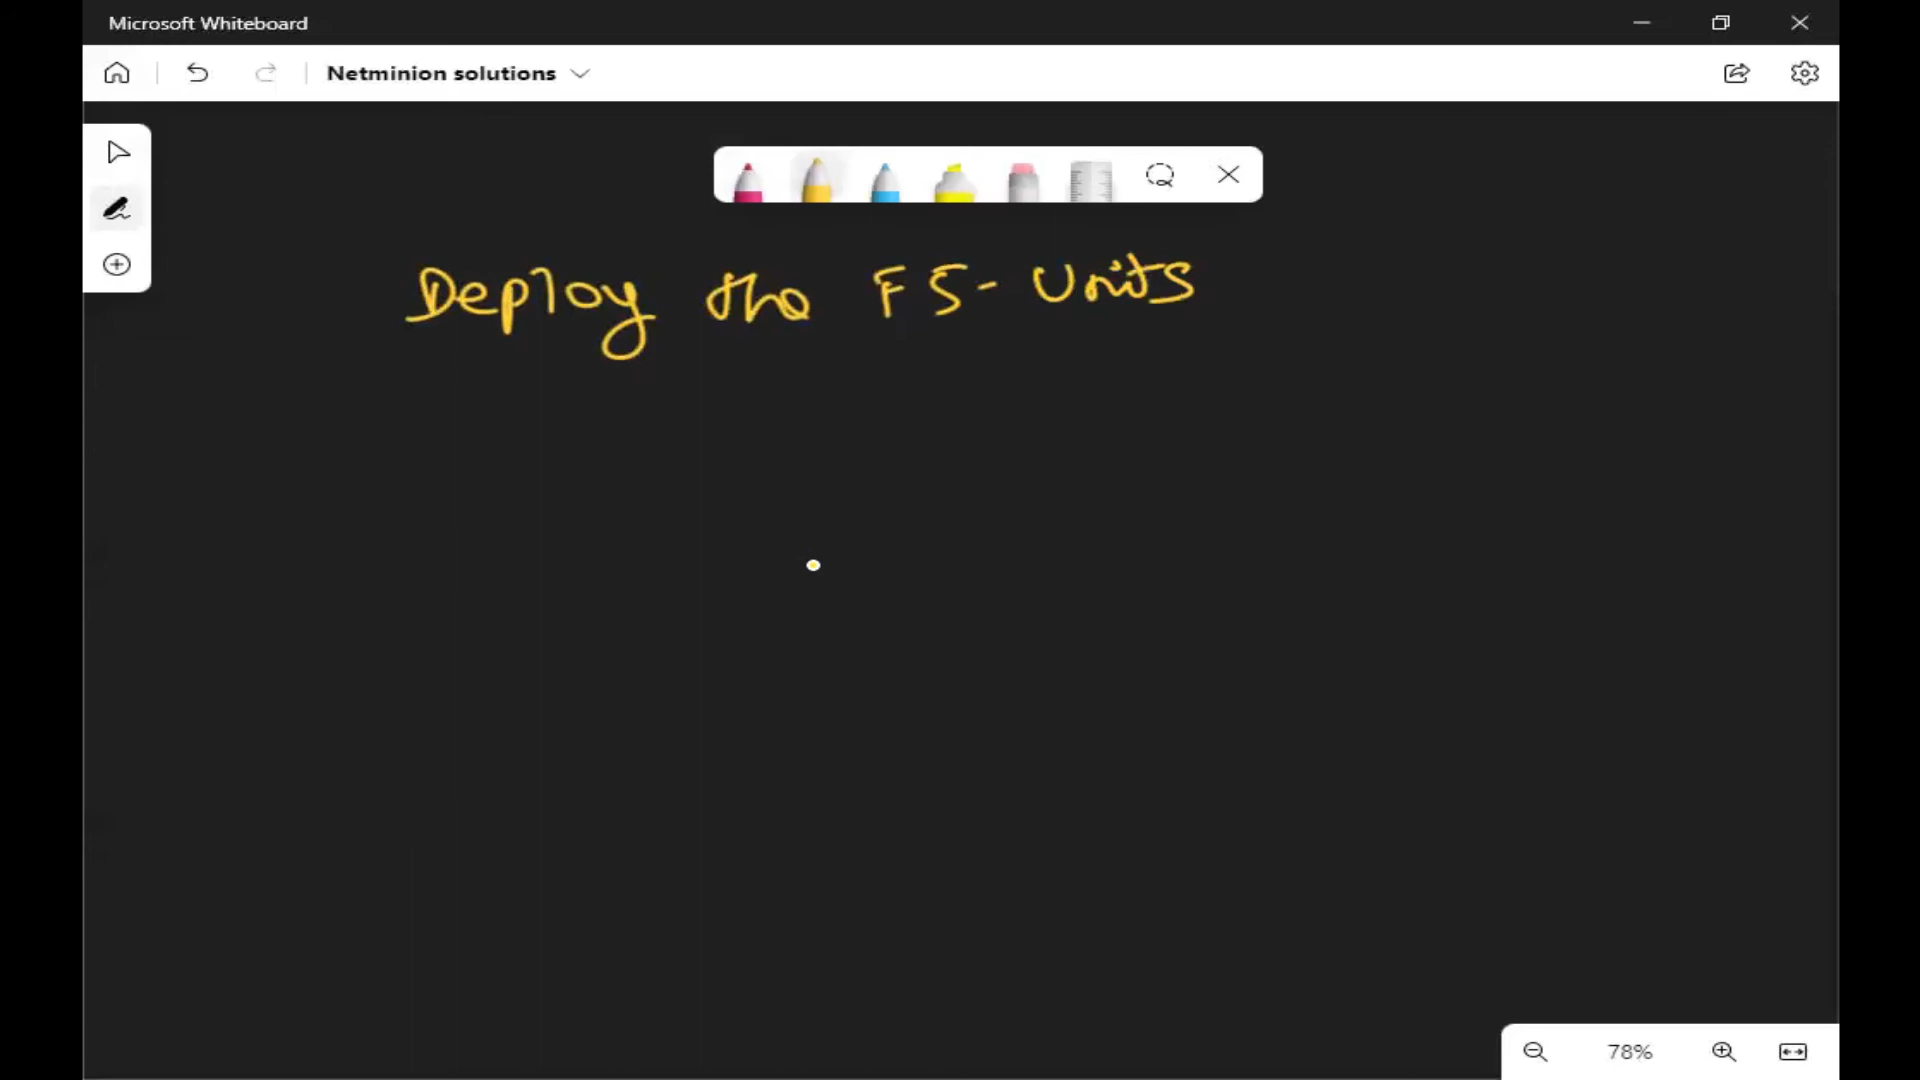 Microsoft Whiteboard
Netminion solutions
Deploy the F5- Units
78%